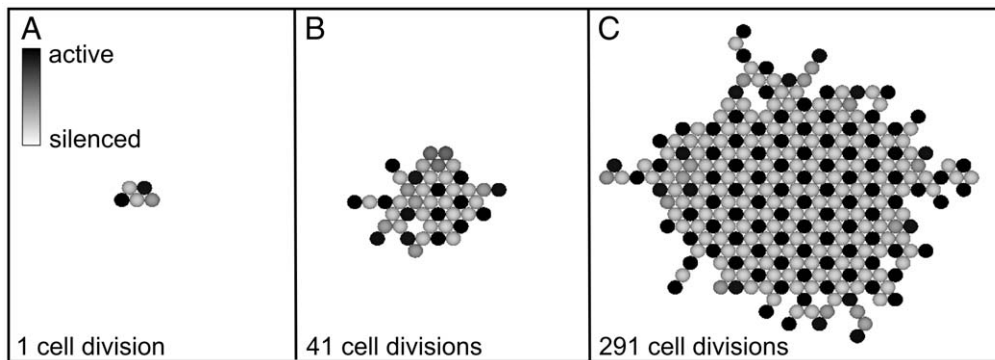 A
active
silenced
1 cell division
B
41 cell divisions
C
291 cell divisions